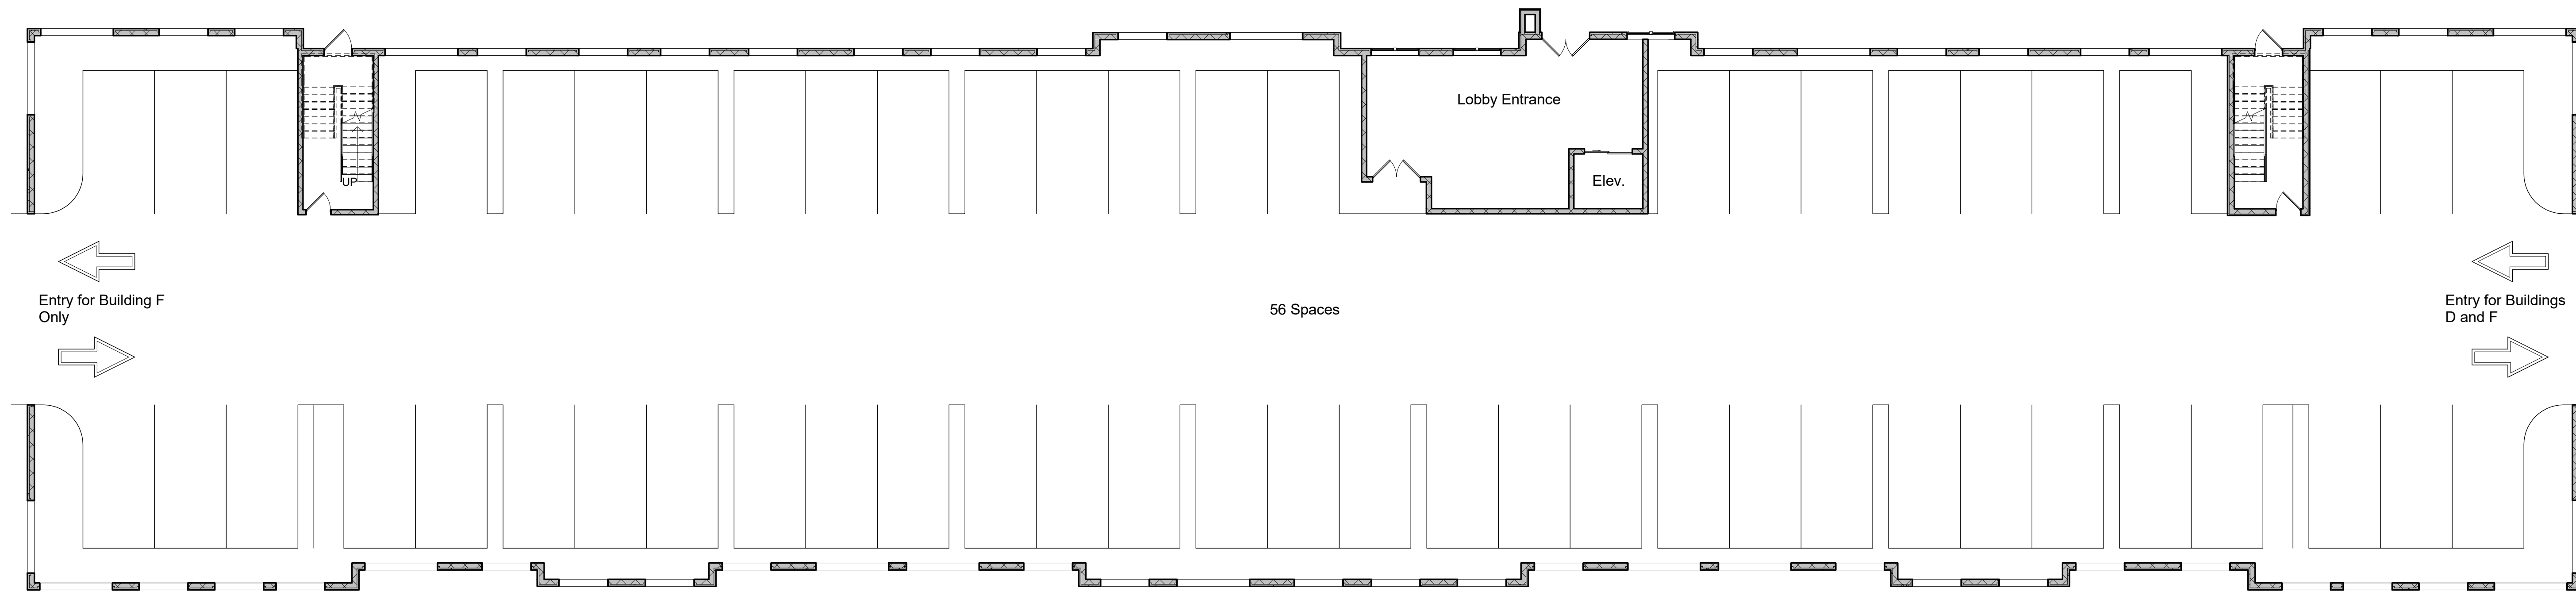 Lobby Entrance
UP
Elev.
Entry for Building F
Only
56 Spaces
Entry for Buildings
D and F